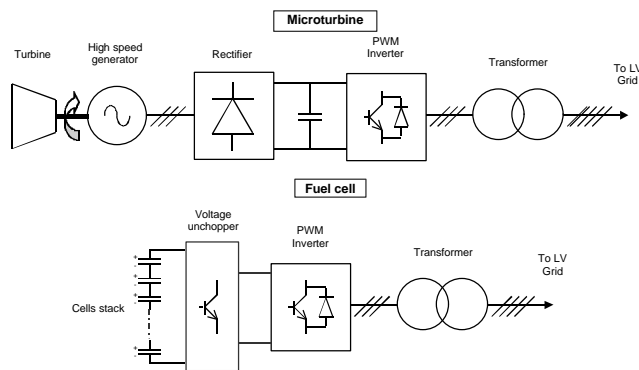 Microturbine
Turbine
High speed
generator
Rectifier
PWM
Inverter
Transformer
To LV
Grid
Fuel cell
Voltage
unchopper
PWM
Inverter
Transformer
To LV
Grid
Cells stack
+
-
+
-
+
-
+
-